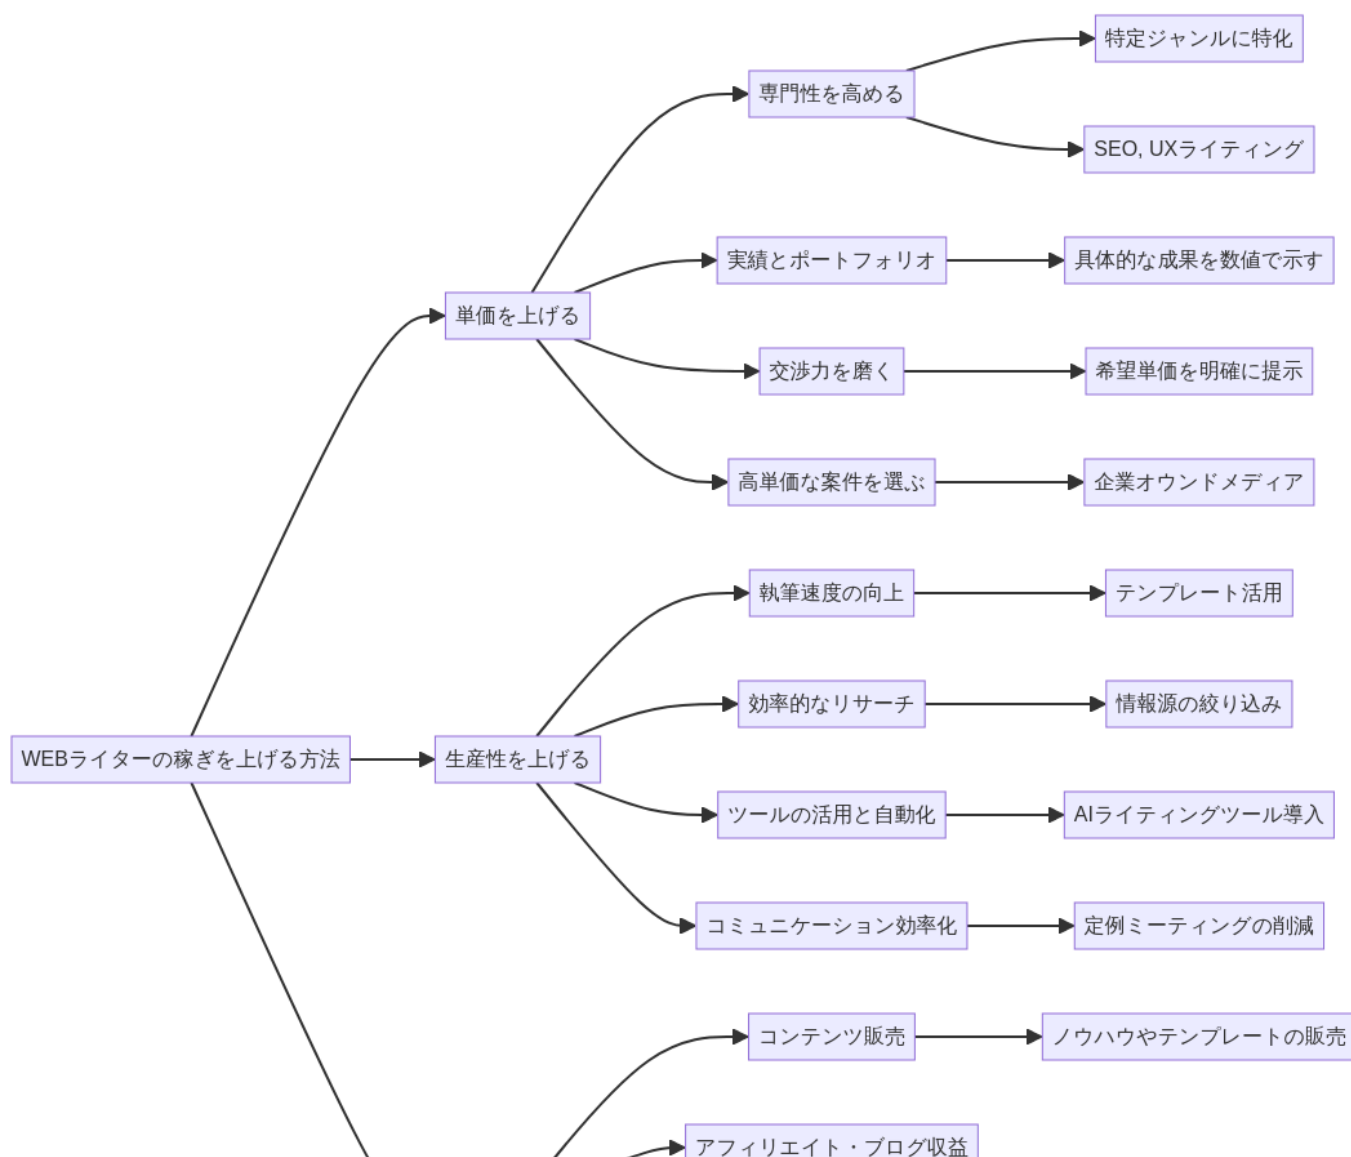 特定ジャンルに特化
専門性を高める
SEO, UXライティング
実績とポートフォリオ
具体的な成果を数値で示す
単価を上げる
交渉力を磨く
希望単価を明確に提示
高単価な案件を選ぶ
企業オウンドメディア
執筆速度の向上
テンプレート活用
効率的なリサーチ
情報源の絞り込み
WEBライターの稼ぎを上げる方法
生産性を上げる
ツールの活用と自動化
AIライティングツール導入
コミュニケーション効率化
定例ミーティングの削減
コンテンツ販売
ノウハウやテンプレートの販売
アフィリエイト・ブログ収益